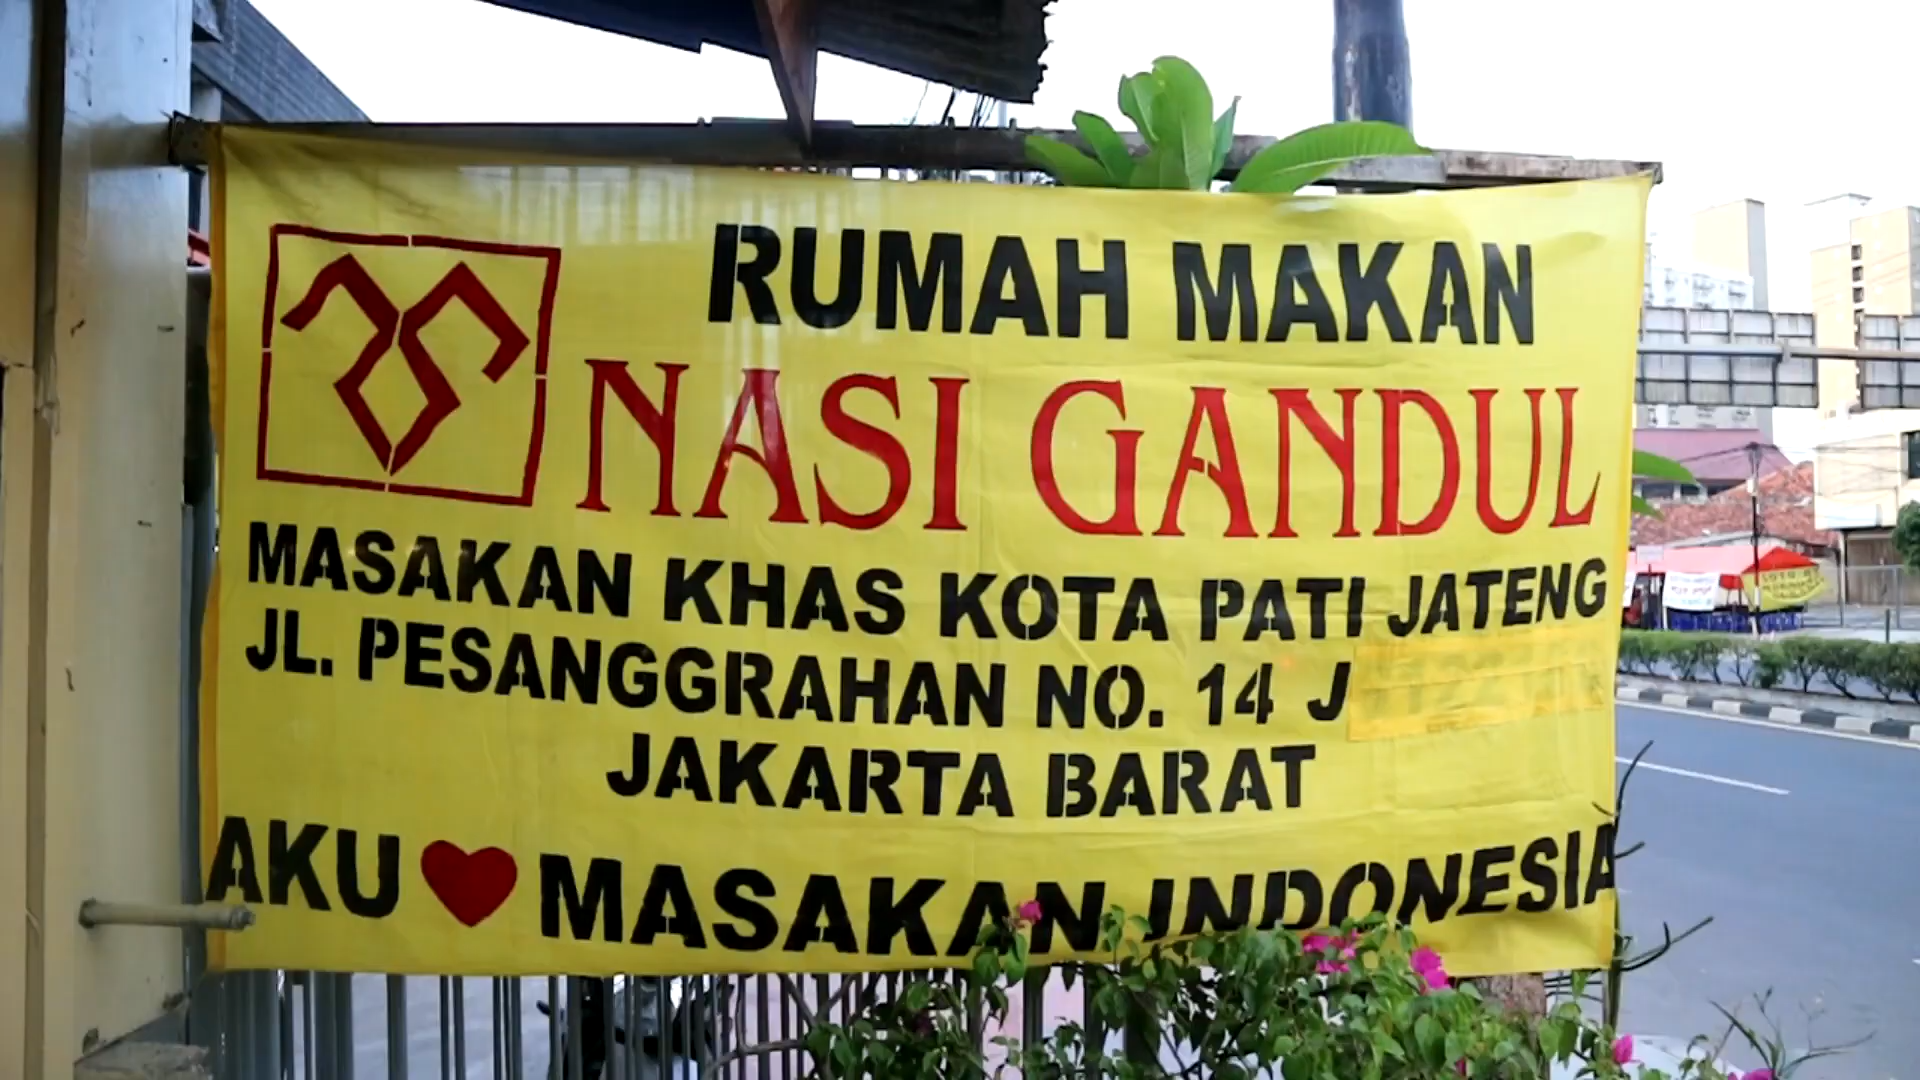 RUMAH MAKAN
NASI GANDUL
MASAKAN KHAS KOTA PATI JATENG
JL. PESANGGRAHAN NO. 14 J
JAKARTA BARAT
AKU ❤ MASAKAN INDONESIA